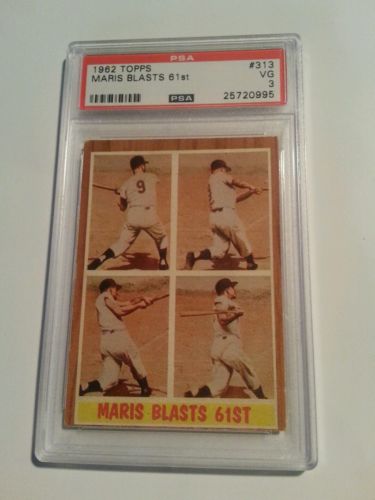 PSA
1962 TOPPS #313
MARIS BLASTS 61st VG
3
PSA 25720995
9
MARIS BLASTS 61ST